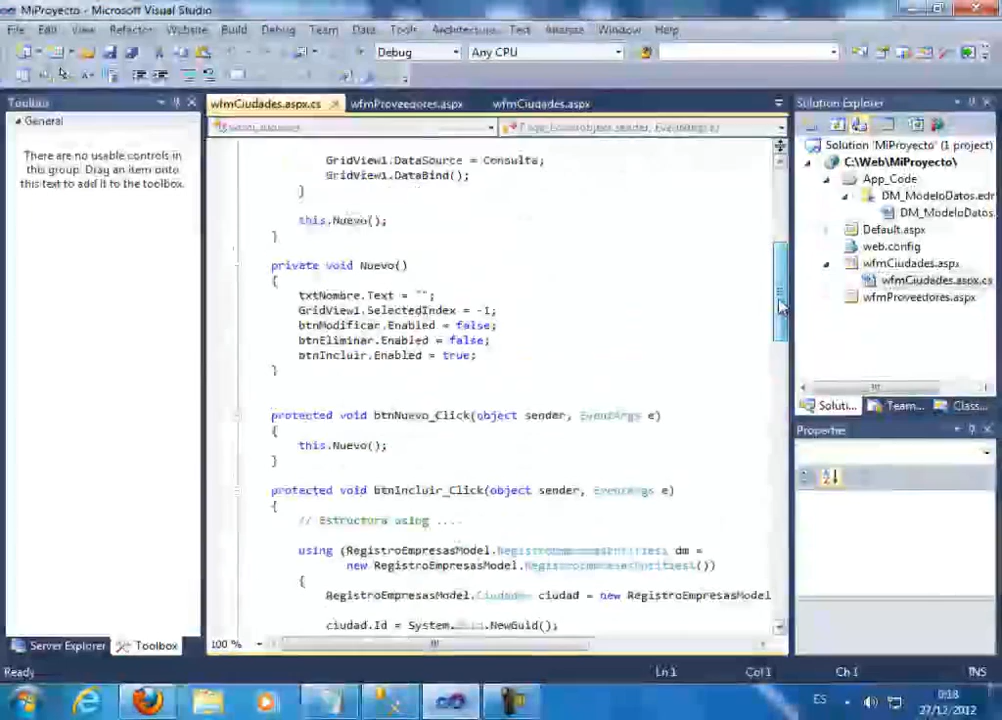 MiProyecto - Microsoft Visual Studio
File Edit View Refactor Website Build Debug Team Data Tools Architecture Test Analyze Window Help
Debug
Any CPU
Toolbox
General
There are no usable controls in
this group. Drag an item onto
this text to add it to the toolbox.
Server Explorer
Toolbox
wfmCiudades.aspx.cs
wfmProveedores.aspx
wfmCiudades.aspx
GridView1.DataSource = Consulta;
GridView1.DataBind();
}
this.Nuevo();
}
private void Nuevo()
{
txtNombre.Text = "";
GridView1.SelectedIndex = -1;
btnModificar.Enabled = false;
btnEliminar.Enabled = false;
btnIncluir.Enabled = true;
}
protected void btnNuevo_Click(object sender, EventArgs e)
{
this.Nuevo();
}
protected void btnIncluir_Click(object sender, EventArgs e)
{
// Estructura using ....
using (RegistroEmpresasModel.RegistroEmpresasEntities1 dm =
new RegistroEmpresasModel.RegistroEmpresasEntities1())
{
RegistroEmpresasModel.Ciudades ciudad = new RegistroEmpresasModel
ciudad.Id = System.Guid.NewGuid();
100 %
Solution Explorer
Solution 'MiProyecto' (1 project)
C:\Web\MiProyecto\
App_Code
DM_ModeloDatos.edm
DM_ModeloDatos.
Default.aspx
web.config
wfmCiudades.aspx
wfmCiudades.aspx.cs
wfmProveedores.aspx
Soluti...
Team...
Class...
Properties
Ready
Ln 1
Col 1
Ch 1
INS
ES
0:18
27/12/2012